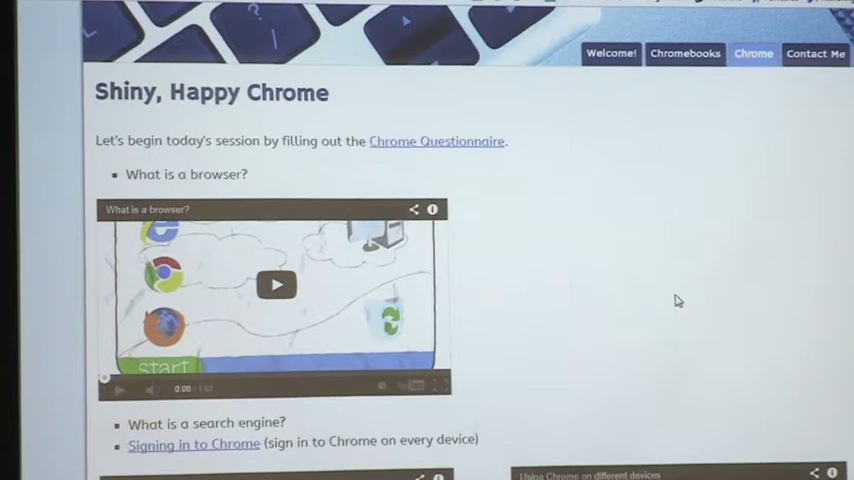 Welcome!
Chromebooks
Chrome
Contact Me
Shiny, Happy Chrome
Let's begin today's session by filling out the Chrome Questionnaire.
What is a browser?
What is a browser?
start
0:00
What is a search engine?
Signing in to Chrome (sign in to Chrome on every device)
Using Chrome on different devices